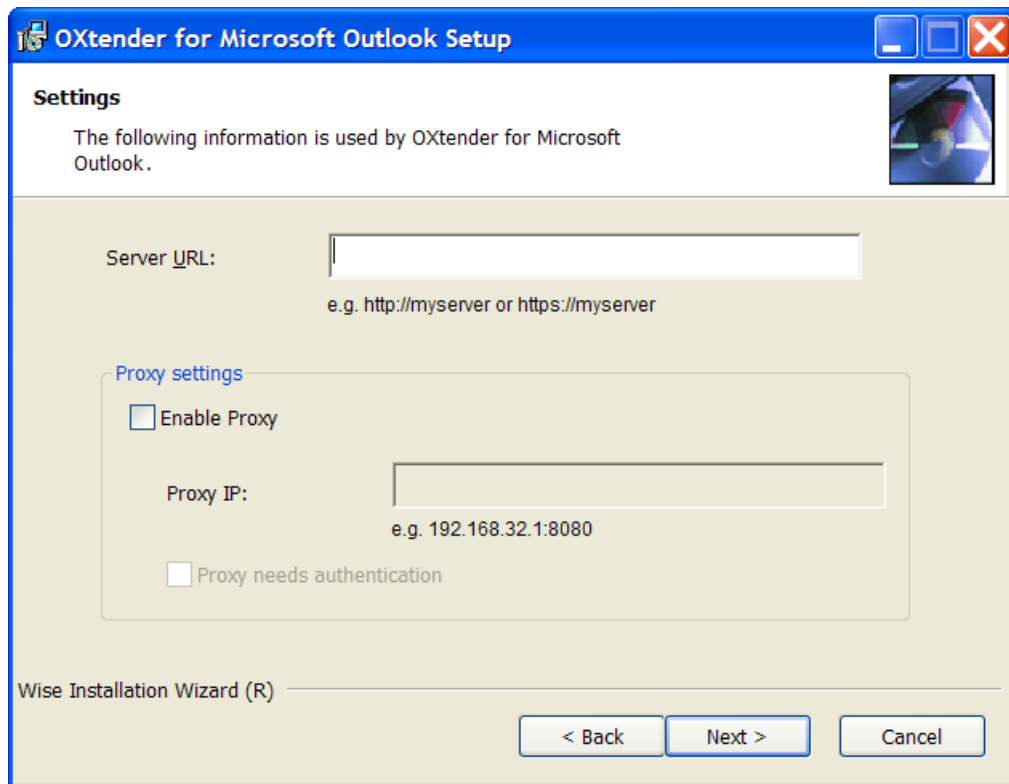 OXtender for Microsoft Outlook Setup
Settings
The following information is used by OXtender for Microsoft
Outlook.
Server URL:
e.g. http://myserver or https://myserver
Proxy settings
Enable Proxy
Proxy IP:
e.g. 192.168.32.1:8080
Proxy needs authentication
Wise Installation Wizard (R)
< Back Next > Cancel